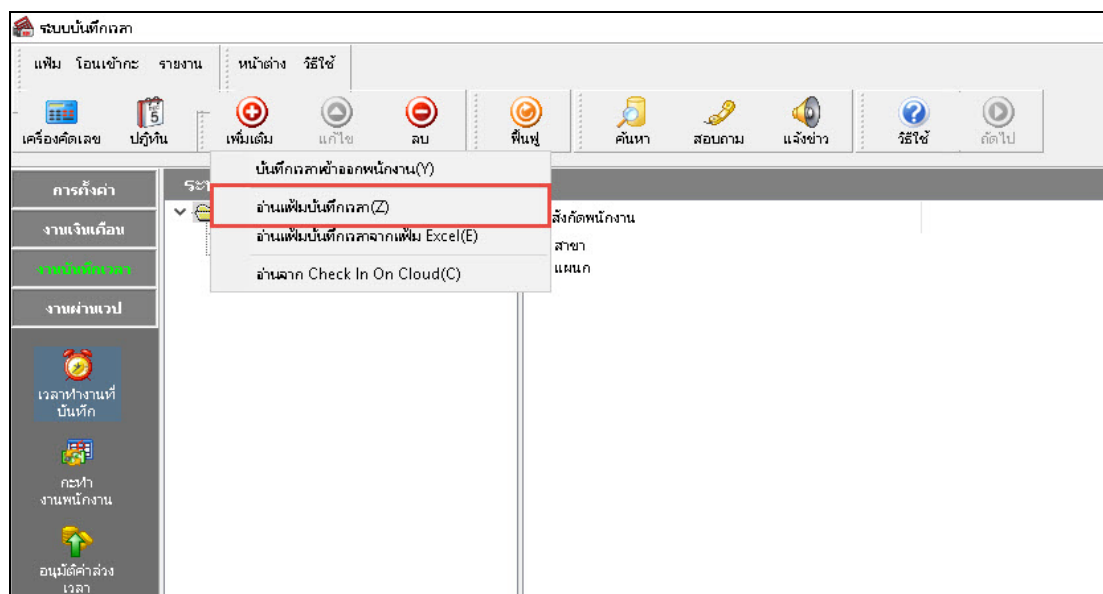 ระบบบันทึกเวลา
แฟ้ม โอนเข้ากะ รายงาน หน้าต่าง วิธีใช้
เครื่องคิดเลข ปฏิทิน เพิ่มเติม แก้ไข ลบ ฟื้นฟู ค้นหา สอบถาม แจ้งข่าว วิธีใช้ ถัดไป
บันทึกเวลาเข้าออกพนักงาน(Y)
อ่านแฟ้มบันทึกเวลา(Z)
อ่านแฟ้มบันทึกเวลาจากแฟ้ม Excel(E)
อ่านจาก Check In On Cloud(C)
การตั้งค่า
งานเงินเดือน
งานบันทึกเวลา
งานผ่านเวป
เวลาทำงานที่
บันทึก
กะทำ
งานพนักงาน
อนุมัติค่าล่วง
เวลา
สังกัดพนักงาน
สาขา
แผนก